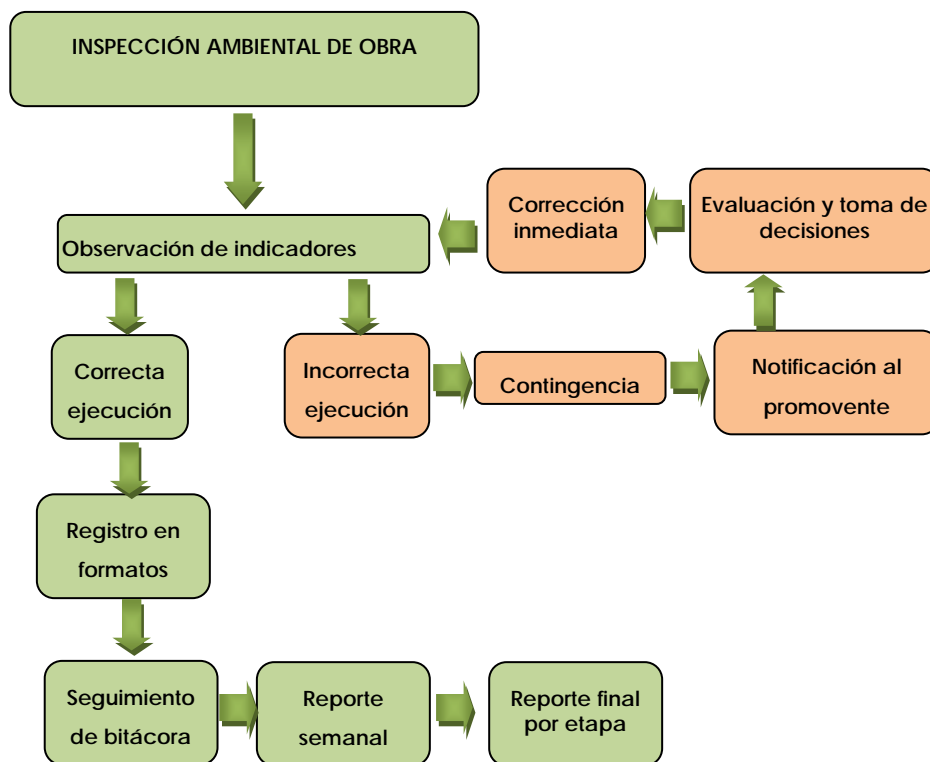 INSPECCIÓN AMBIENTAL DE OBRA
Corrección
inmediata
Evaluación y toma de
decisiones
Observación de indicadores
Correcta
ejecución
Incorrecta
ejecución
Contingencia
Notificación al
promovente
Registro en
formatos
Seguimiento
de bitácora
Reporte
semanal
Reporte final
por etapa